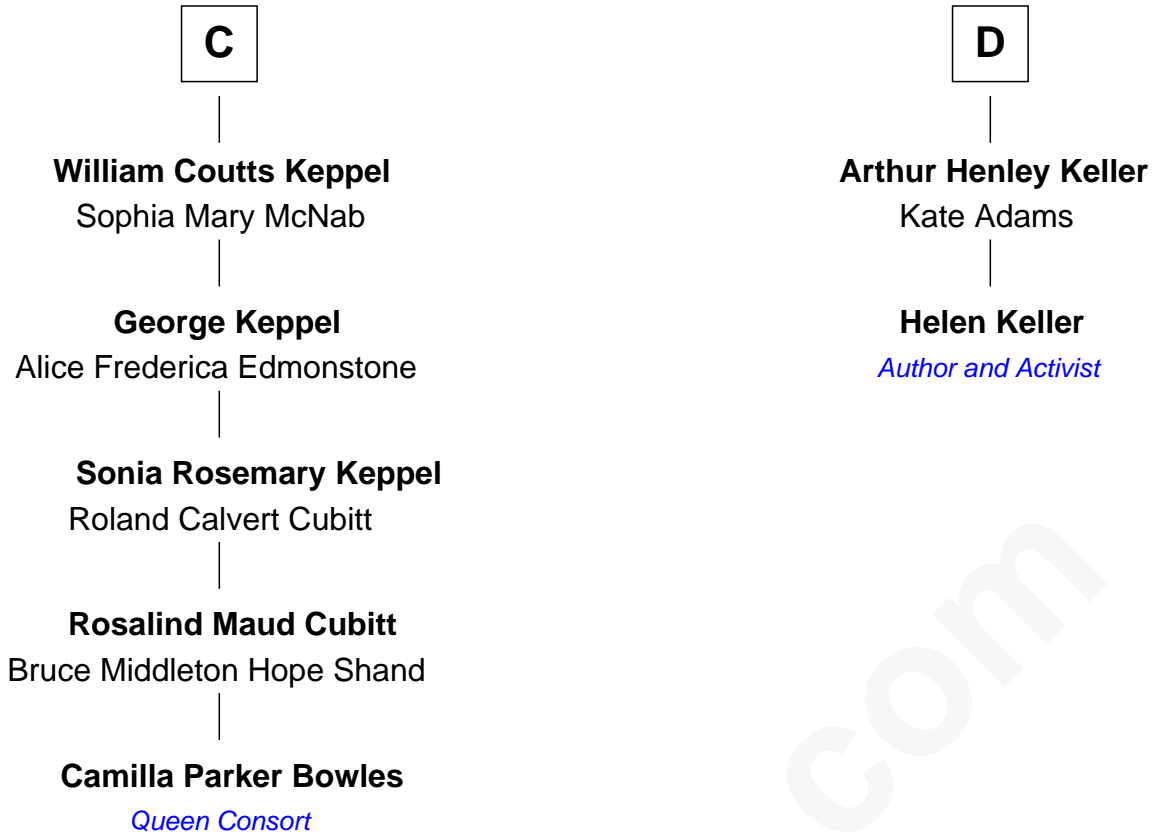 C
William Coutts Keppel
Sophia Mary McNab
George Keppel
Alice Frederica Edmonstone
Sonia Rosemary Keppel
Roland Calvert Cubitt
Rosalind Maud Cubitt
Bruce Middleton Hope Shand
Camilla Parker Bowles
Queen Consort
D
Arthur Henley Keller
Kate Adams
Helen Keller
Author and Activist
com